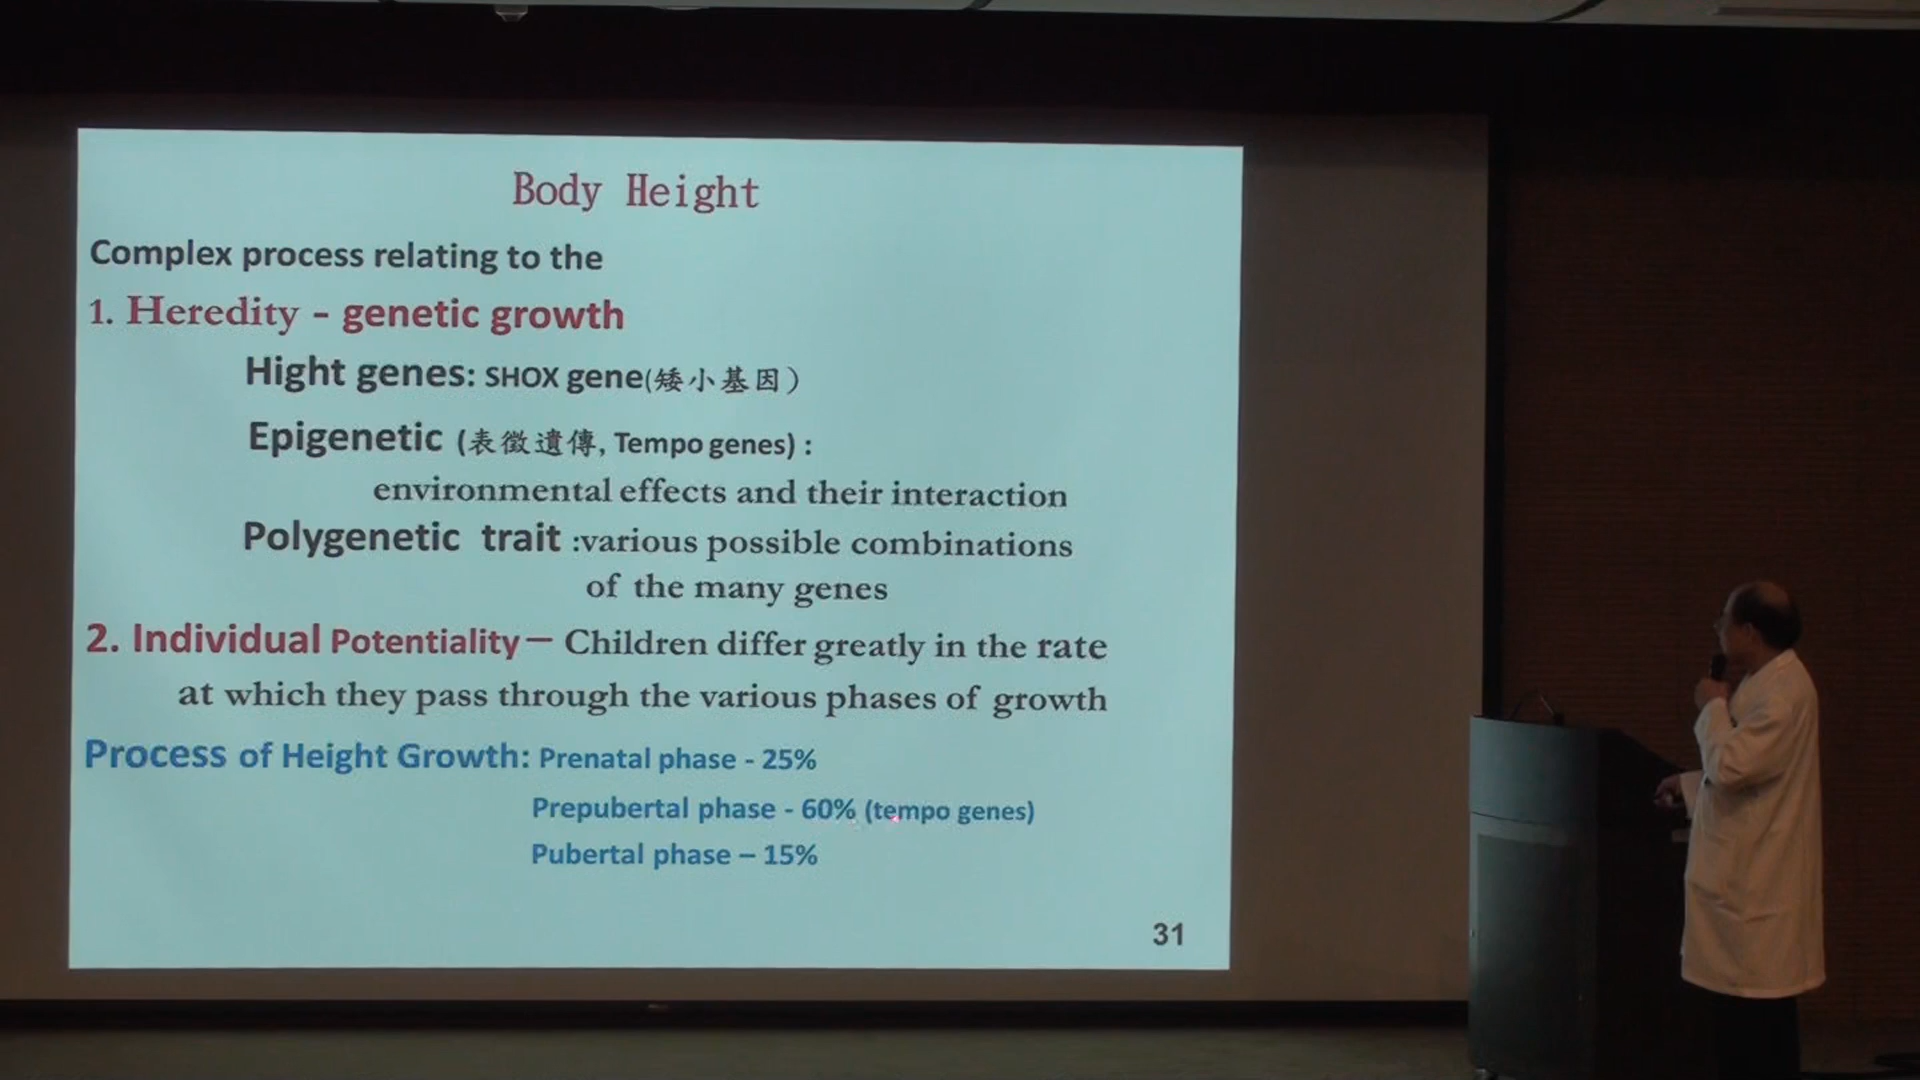 Body Height
Complex process relating to the
1. Heredity - genetic growth
Hight genes: SHOX gene(矮小基因）
Epigenetic (表徵遺傳, Tempo genes) :
environmental effects and their interaction
Polygenetic trait :various possible combinations
of the many genes
2. Individual Potentiality－ Children differ greatly in the rate
at which they pass through the various phases of growth
Process of Height Growth: Prenatal phase - 25%
Prepubertal phase - 60% (tempo genes)
Pubertal phase – 15%
31